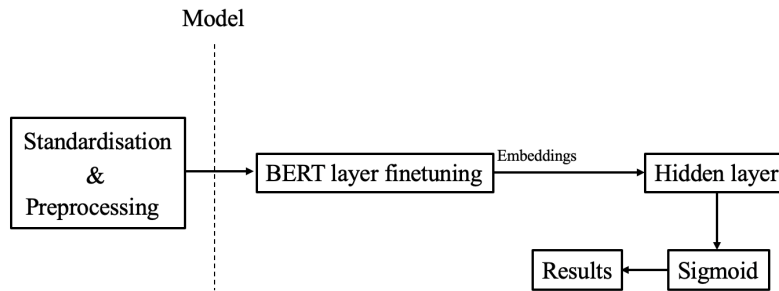 Model
Standardisation
&
Preprocessing
BERT layer finetuning
Embeddings
Hidden layer
Sigmoid
Results